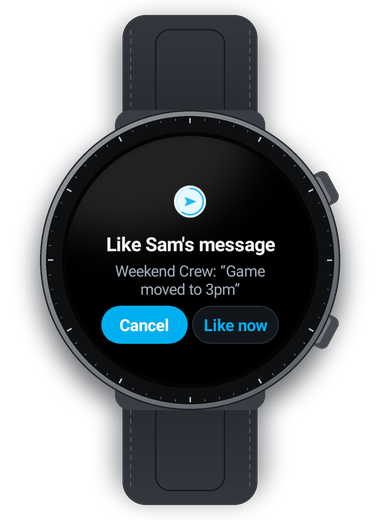 Like Sam's message
Weekend Crew: “Game
moved to 3pm”
Cancel
Like now